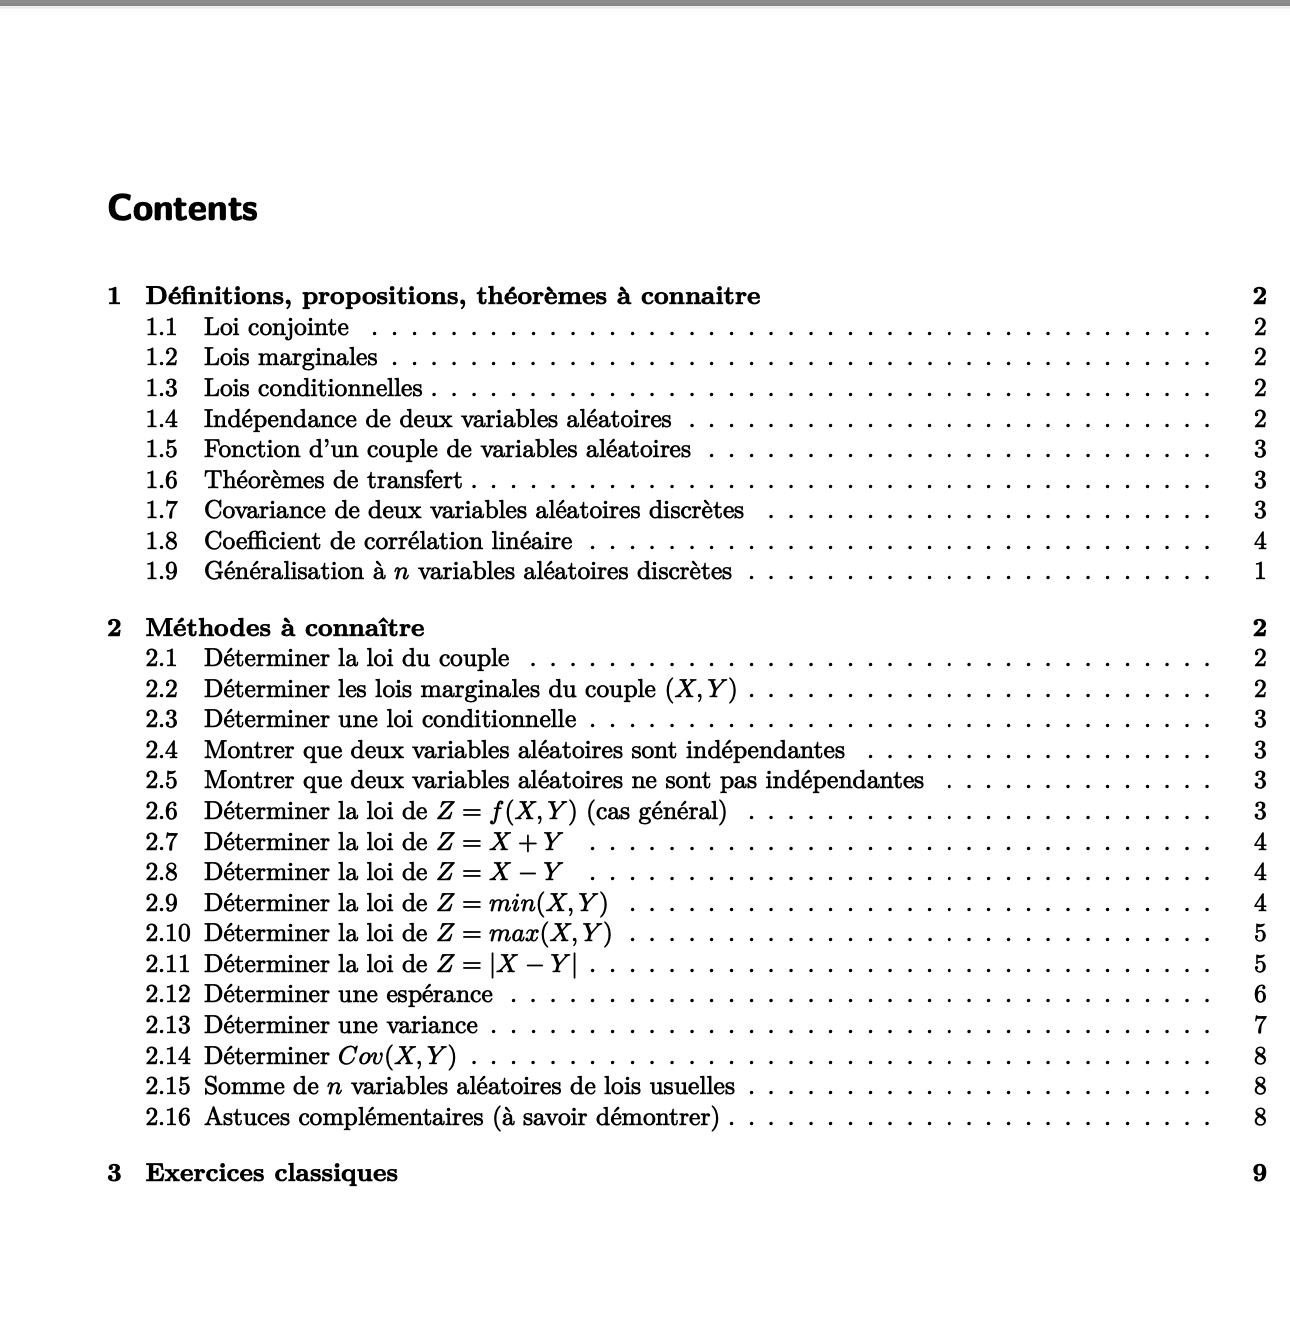 Contents
1 Définitions, propositions, théorèmes à connaitre 2
1.1 Loi conjointe . . . . . . . . . . . . . . . . . . . . . . . . . . . . . . . . . . . . . . . . . . . 2
1.2 Lois marginales . . . . . . . . . . . . . . . . . . . . . . . . . . . . . . . . . . . . . . . . . . 2
1.3 Lois conditionnelles . . . . . . . . . . . . . . . . . . . . . . . . . . . . . . . . . . . . . . . . 2
1.4 Indépendance de deux variables aléatoires . . . . . . . . . . . . . . . . . . . . . . . . . . . 2
1.5 Fonction d'un couple de variables aléatoires . . . . . . . . . . . . . . . . . . . . . . . . . . 3
1.6 Théorèmes de transfert . . . . . . . . . . . . . . . . . . . . . . . . . . . . . . . . . . . . . . 3
1.7 Covariance de deux variables aléatoires discrètes . . . . . . . . . . . . . . . . . . . . . . . 3
1.8 Coefficient de corrélation linéaire . . . . . . . . . . . . . . . . . . . . . . . . . . . . . . . . 4
1.9 Généralisation à n variables aléatoires discrètes . . . . . . . . . . . . . . . . . . . . . . . . 1
2 Méthodes à connaître 2
2.1 Déterminer la loi du couple . . . . . . . . . . . . . . . . . . . . . . . . . . . . . . . . . . . 2
2.2 Déterminer les lois marginales du couple (X, Y) . . . . . . . . . . . . . . . . . . . . . . . . 2
2.3 Déterminer une loi conditionnelle . . . . . . . . . . . . . . . . . . . . . . . . . . . . . . . . 3
2.4 Montrer que deux variables aléatoires sont indépendantes . . . . . . . . . . . . . . . . . . 3
2.5 Montrer que deux variables aléatoires ne sont pas indépendantes . . . . . . . . . . . . . . 3
2.6 Déterminer la loi de Z = f(X, Y) (cas général) . . . . . . . . . . . . . . . . . . . . . . . . 3
2.7 Déterminer la loi de Z = X + Y . . . . . . . . . . . . . . . . . . . . . . . . . . . . . . . . 4
2.8 Déterminer la loi de Z = X − Y . . . . . . . . . . . . . . . . . . . . . . . . . . . . . . . . 4
2.9 Déterminer la loi de Z = min(X, Y) . . . . . . . . . . . . . . . . . . . . . . . . . . . . . . 4
2.10 Déterminer la loi de Z = max(X, Y) . . . . . . . . . . . . . . . . . . . . . . . . . . . . . . 5
2.11 Déterminer la loi de Z = |X − Y| . . . . . . . . . . . . . . . . . . . . . . . . . . . . . . . . 5
2.12 Déterminer une espérance . . . . . . . . . . . . . . . . . . . . . . . . . . . . . . . . . . . . 6
2.13 Déterminer une variance . . . . . . . . . . . . . . . . . . . . . . . . . . . . . . . . . . . . . 7
2.14 Déterminer Cov(X, Y) . . . . . . . . . . . . . . . . . . . . . . . . . . . . . . . . . . . . . . 8
2.15 Somme de n variables aléatoires de lois usuelles . . . . . . . . . . . . . . . . . . . . . . . . 8
2.16 Astuces complémentaires (à savoir démontrer) . . . . . . . . . . . . . . . . . . . . . . . . . 8
3 Exercices classiques 9